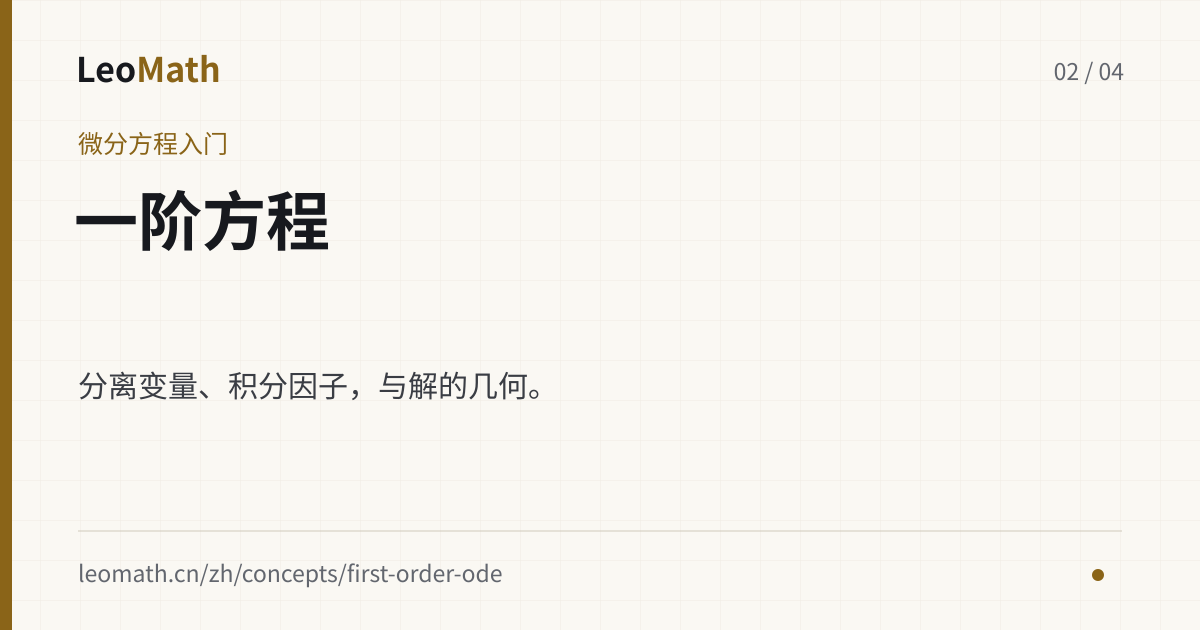 LeoMath
02 / 04
微分方程入门
一阶方程
分离变量、积分因子，与解的几何。
leomath.cn/zh/concepts/first-order-ode